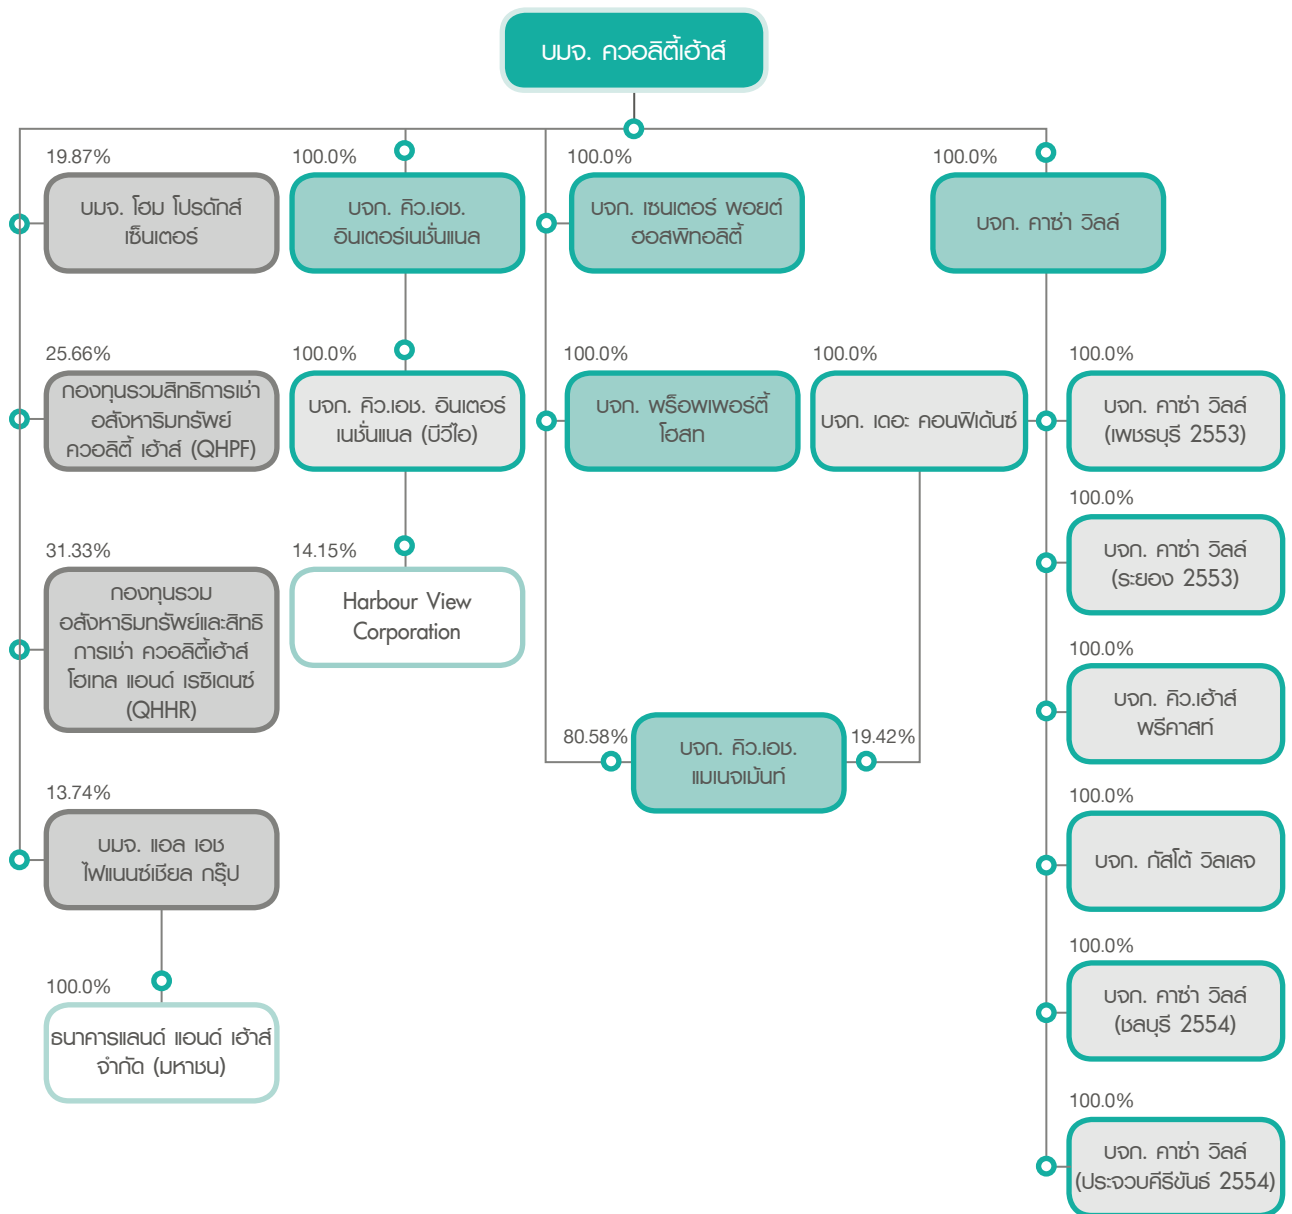 บมจ. ควอลิตี้เฮ้าส์
19.87%
บมจ. โฮม โปรดักส์
เซ็นเตอร์
25.66%
กองทุนรวมสิทธิการเช่า
อสังหาริมทรัพย์
ควอลิตี้ เฮ้าส์ (QHPF)
31.33%
กองทุนรวม
อสังหาริมทรัพย์และสิทธิ
การเช่า ควอลิตี้เฮ้าส์
โฮเทล แอนด์ เรซิเดนซ์
(QHHR)
13.74%
บมจ. แอล เอช
ไฟแนนซ์เชียล กรุ๊ป
100.0%
ธนาคารแลนด์ แอนด์ เฮ้าส์
จำกัด (มหาชน)
100.0%
บจก. คิว.เอช.
อินเตอร์เนชั่นแนล
100.0%
บจก. คิว.เอช. อินเตอร์
เนชั่นแนล (บีวีไอ)
14.15%
Harbour View
Corporation
100.0%
บจก. เซนเตอร์ พอยต์
ฮอสพิทอลิตี้
100.0%
บจก. พร็อพเพอร์ตี้
โฮสท
100.0%
บจก. เดอะ คอนฟิเด้นซ์
80.58%
บจก. คิว.เอช.
แมเนจเม้นท์
19.42%
100.0%
บจก. คาซ่า วิลล์
100.0%
บจก. คาซ่า วิลล์
(เพชรบุรี 2553)
100.0%
บจก. คาซ่า วิลล์
(ระยอง 2553)
100.0%
บจก. คิว.เฮ้าส์
พรีคาสท์
100.0%
บจก. กัสโต้ วิลเลจ
100.0%
บจก. คาซ่า วิลล์
(ชลบุรี 2554)
100.0%
บจก. คาซ่า วิลล์
(ประจวบคีรีขันธ์ 2554)